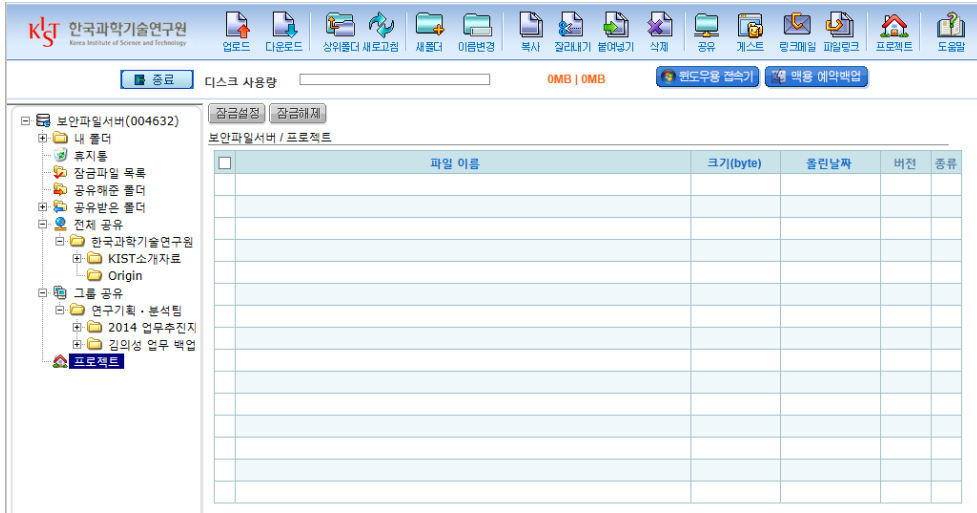 KIST 한국과학기술연구원
Korea Institute of Science and Technology
업로드 다운로드 상위폴더 새로고침 새폴더 이름변경 복사 잘라내기 붙여넣기 삭제 공유 게스트 링크메일 파일링크 프로젝트 도움말
종료 디스크 사용량 0MB | 0MB 윈도우용 접속기 맥용 예약백업
잠금설정 잠금해제
보안파일서버 / 프로젝트
파일 이름 크기(byte) 올린날짜 버전 종류
보안파일서버(004632)
내 폴더
휴지통
잠금파일 목록
공유해준 폴더
공유받은 폴더
전체 공유
한국과학기술연구원
KIST소개자료
Origin
그룹 공유
연구기획·분석팀
2014 업무추진
김의성 업무 백업
프로젝트